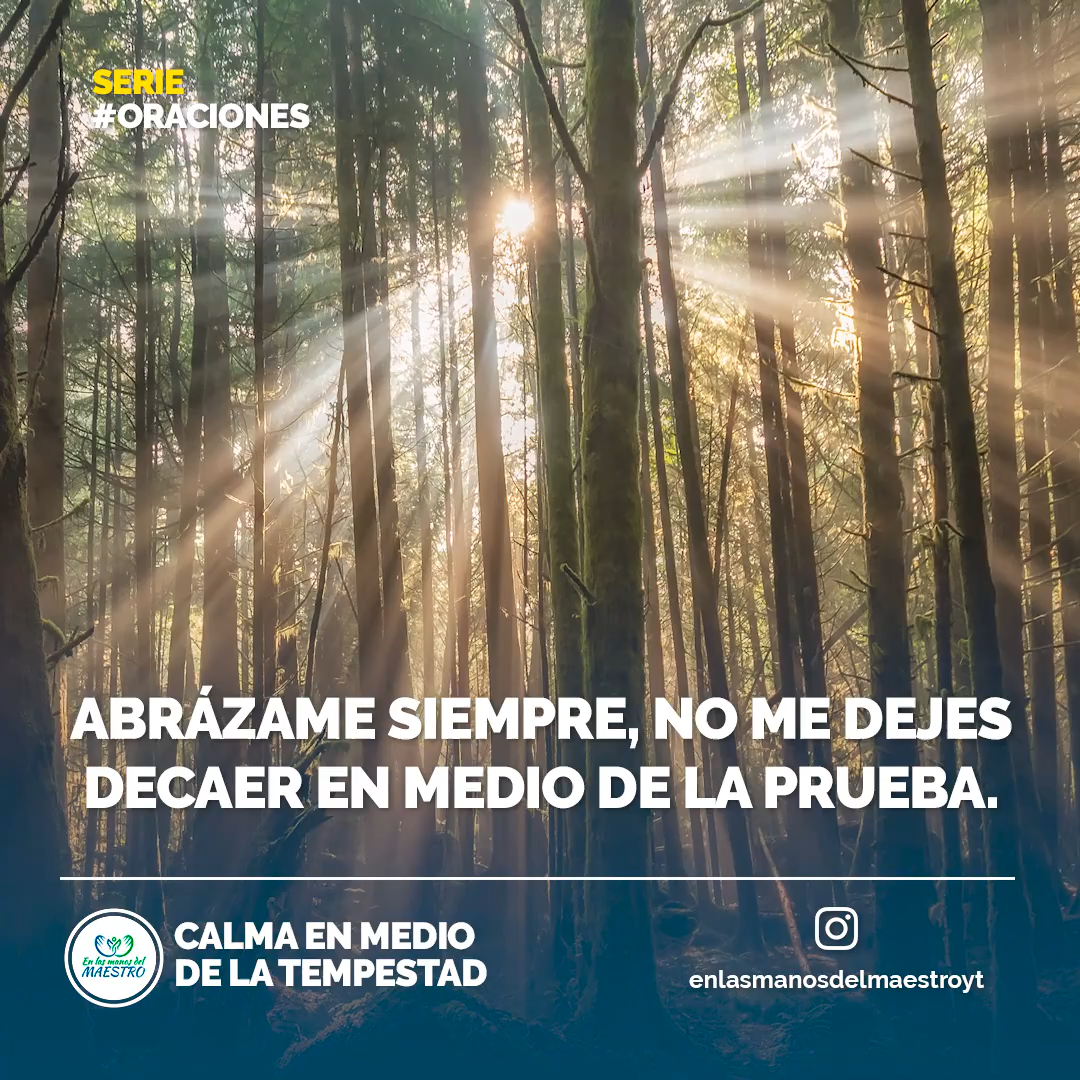 SERIE
#ORACIONES
ABRÁZAME SIEMPRE, NO ME DEJES
DECAER EN MEDIO DE LA PRUEBA.
En las manos del
MAESTRO
CALMA EN MEDIO
DE LA TEMPESTAD
enlasmanosdelmaestroyt